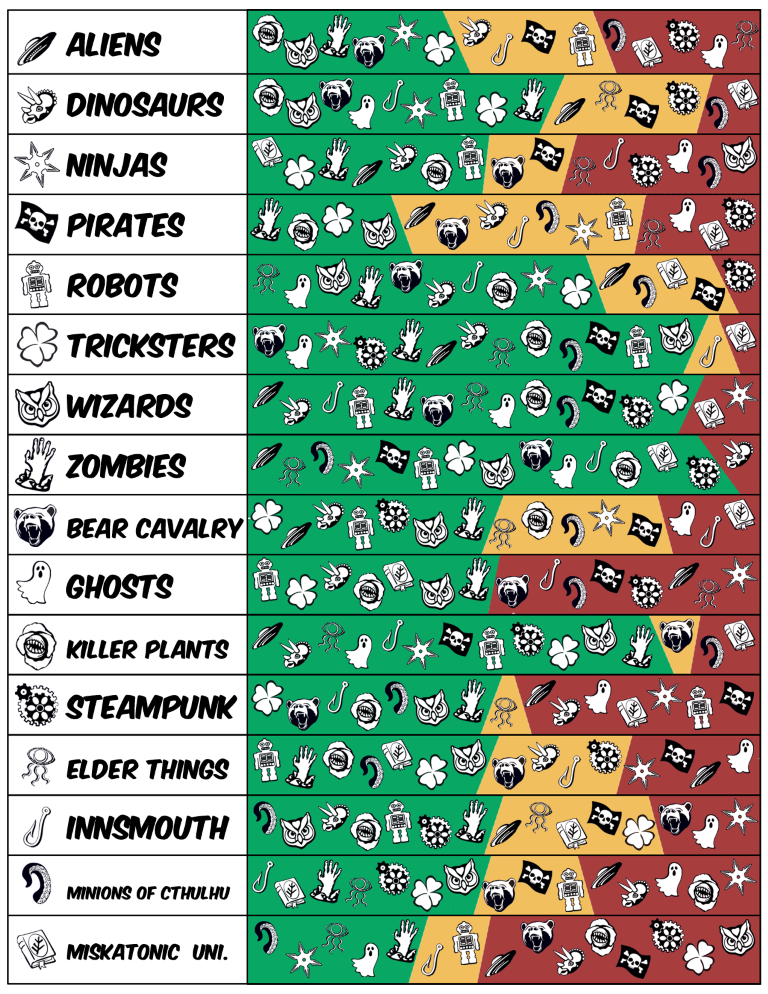 ALIENS
DINOSAURS
NINJAS
PIRATES
ROBOTS
TRICKSTERS
WIZARDS
ZOMBIES
BEAR CAVALRY
GHOSTS
KILLER PLANTS
STEAMPUNK
ELDER THINGS
INNSMOUTH
MINIONS OF CTHULHU
MISKATONIC UNI.